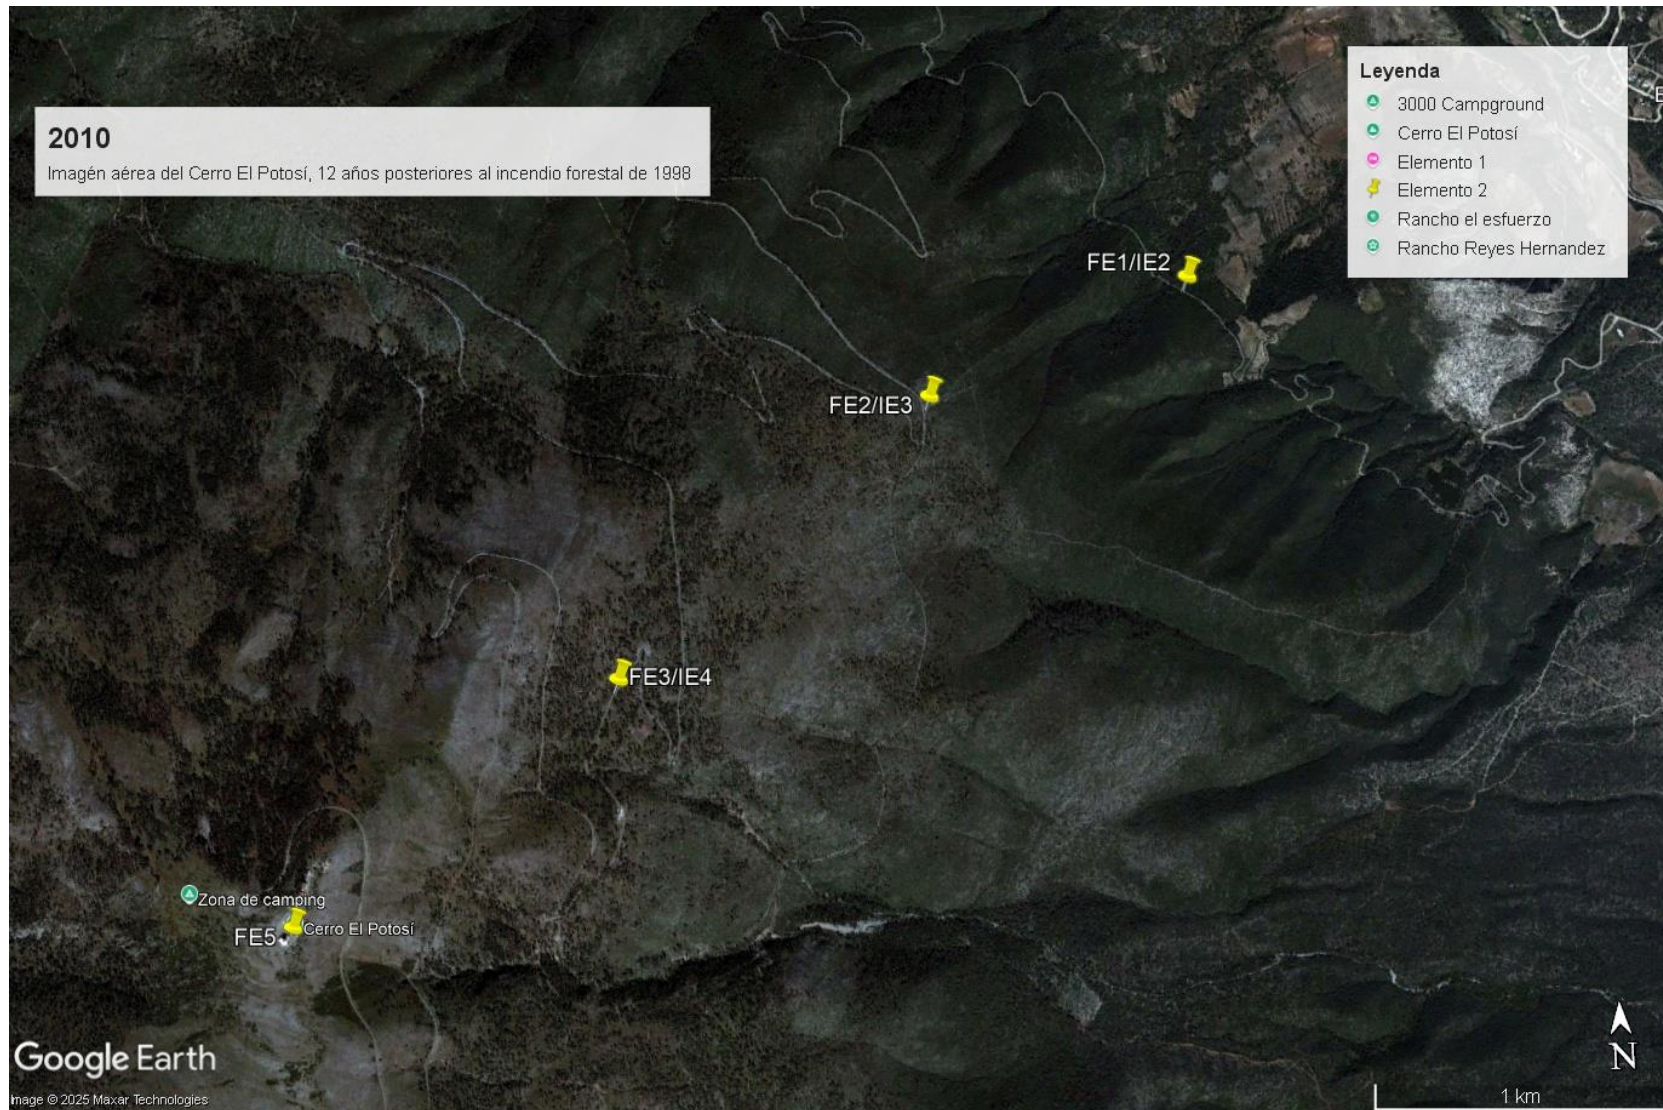 2010
Imagén aérea del Cerro El Potosí, 12 años posteriores al incendio forestal de 1998
Leyenda
3000 Campground
Cerro El Potosí
Elemento 1
Elemento 2
Rancho el esfuerzo
Rancho Reyes Hernandez
FE1/IE2
FE2/IE3
FE3/IE4
Zona de camping
Cerro El Potosí
FE5
Google Earth
Image © 2025 Maxar Technologies
N
1 km